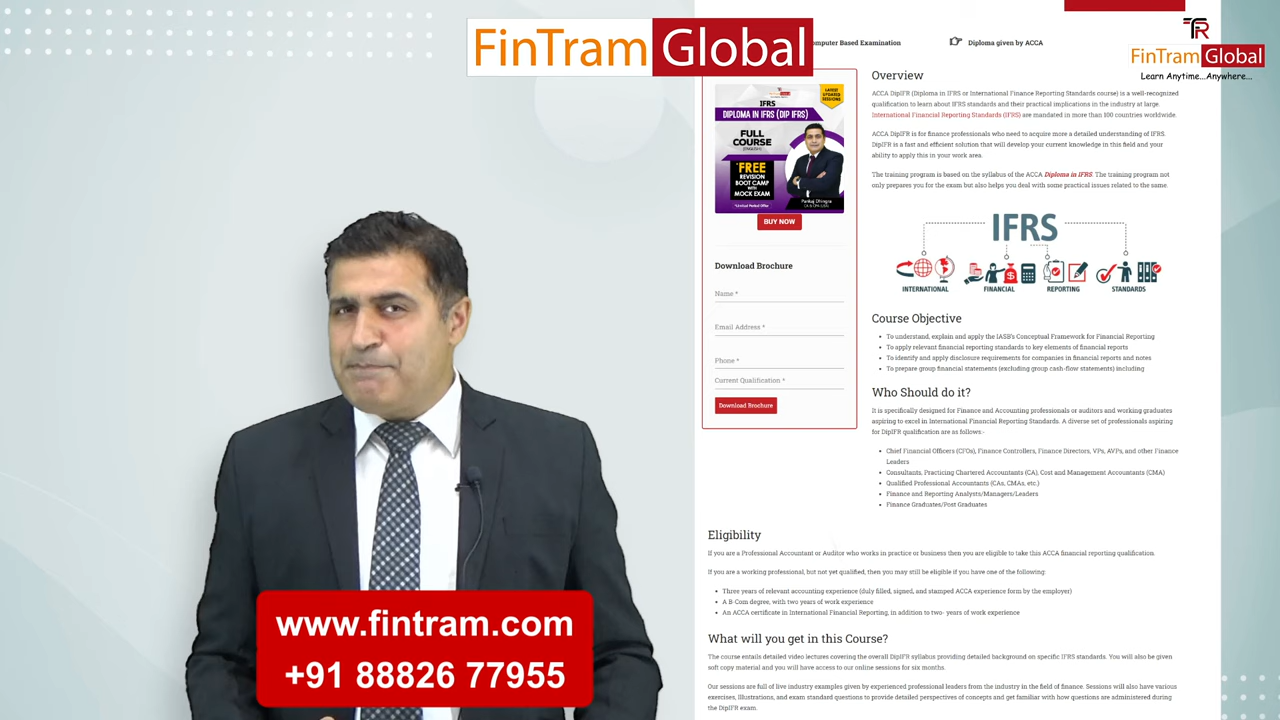 FinTram Global
Computer Based Examination
Diploma given by ACCA
TR
FinTram Global
Learn Anytime...Anywhere...
LATEST UPDATED SESSIONS
IFRS
DIPLOMA IN IFRS (DIP IFRS)
FULL
COURSE
(ENGLISH)
*FREE
REVISION
BOOT CAMP
WITH
MOCK EXAM
*Limited Period Offer
Pankaj Dhingra
BUY NOW
Download Brochure
Name *
Email Address *
Phone *
Current Qualification *
Download Brochure
Overview
ACCA DipIFR (Diploma in IFRS or International Finance Reporting Standards course) is a well-recognized
qualification to learn about IFRS standards and their practical implications in the industry at large.
International Financial Reporting Standards (IFRS) are mandated in more than 100 countries worldwide.
ACCA DipIFR is for finance professionals who need to acquire more a detailed understanding of IFRS.
DipIFR is a fast and efficient solution that will develop your current knowledge in this field and your
ability to apply this in your work area.
The training program is based on the syllabus of the ACCA Diploma in IFRS. The training program not
only prepares you for the exam but also helps you deal with some practical issues related to the same.
IFRS
INTERNATIONAL FINANCIAL REPORTING STANDARDS
Course Objective
To understand, explain and apply the IASB's Conceptual Framework for Financial Reporting
To apply relevant financial reporting standards to key elements of financial reports
To identify and apply disclosure requirements for companies in financial reports and notes
To prepare group financial statements (excluding group cash-flow statements) including
Who Should do it?
It is specifically designed for Finance and Accounting professionals or auditors and working graduates
aspiring to excel in International Financial Reporting Standards. A diverse set of professionals aspiring
for DipIFR qualification are as follows:-
Chief Financial Officers (CFOs), Finance Controllers, Finance Directors, VPs, AVPs, and other Finance
Leaders
Consultants, Practicing Chartered Accountants (CA), Cost and Management Accountants (CMA)
Qualified Professional Accountants (CAs, CMAs, etc.)
Finance and Reporting Analysts/Managers/Leaders
Finance Graduates/Post Graduates
Eligibility
If you are a Professional Accountant or Auditor who works in practice or business then you are eligible to take this ACCA financial reporting qualification.
If you are a working professional, but not yet qualified, then you may still be eligible if you have one of the following:
Three years of relevant accounting experience (duly filled, signed, and stamped ACCA experience form by the employer)
A B-Com degree, with two years of work experience
An ACCA certificate in International Financial Reporting, in addition to two- years of work experience
What will you get in this Course?
The course entails detailed video lectures covering the overall DipIFR syllabus providing detailed background on specific IFRS standards. You will also be given
soft copy material and you will have access to our online sessions for six months.
Our sessions are full of live industry examples given by experienced professional leaders from the industry in the field of finance. Sessions will also have various
exercises, Illustrations, and exam standard questions to provide detailed perspectives of concepts and get familiar with how questions are administered during
the DipIFR exam.
www.fintram.com
+91 88826 77955